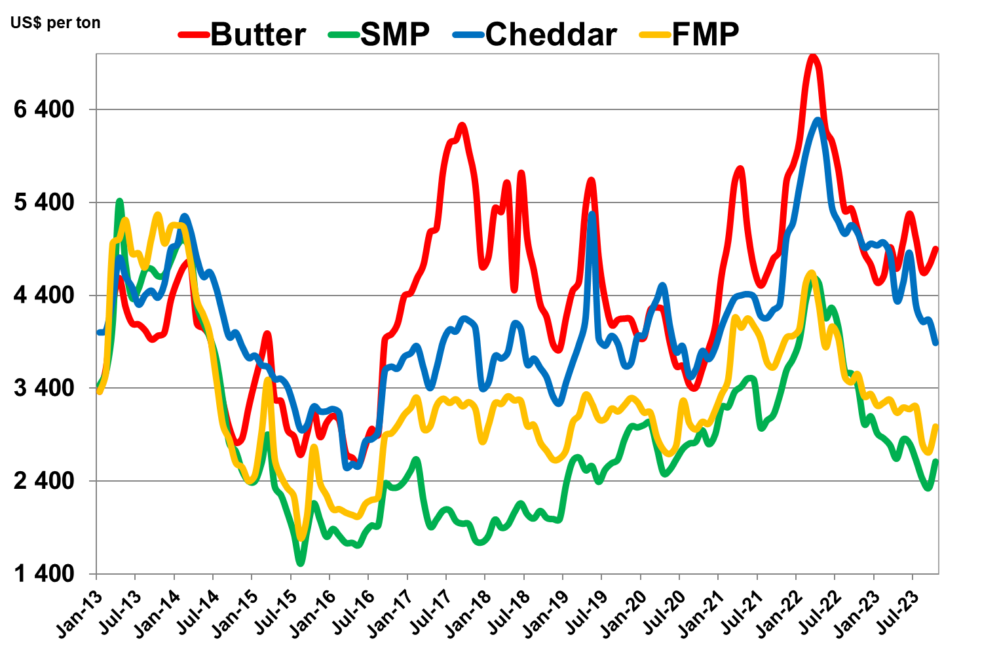 US$ per ton
Butter SMP Cheddar FMP
6 400
5 400
4 400
3 400
2 400
1 400
Jan-13 Jul-13 Jan-14 Jul-14 Jan-15 Jul-15 Jan-16 Jul-16 Jan-17 Jul-17 Jan-18 Jul-18 Jan-19 Jul-19 Jan-20 Jul-20 Jan-21 Jul-21 Jan-22 Jul-22 Jan-23 Jul-23